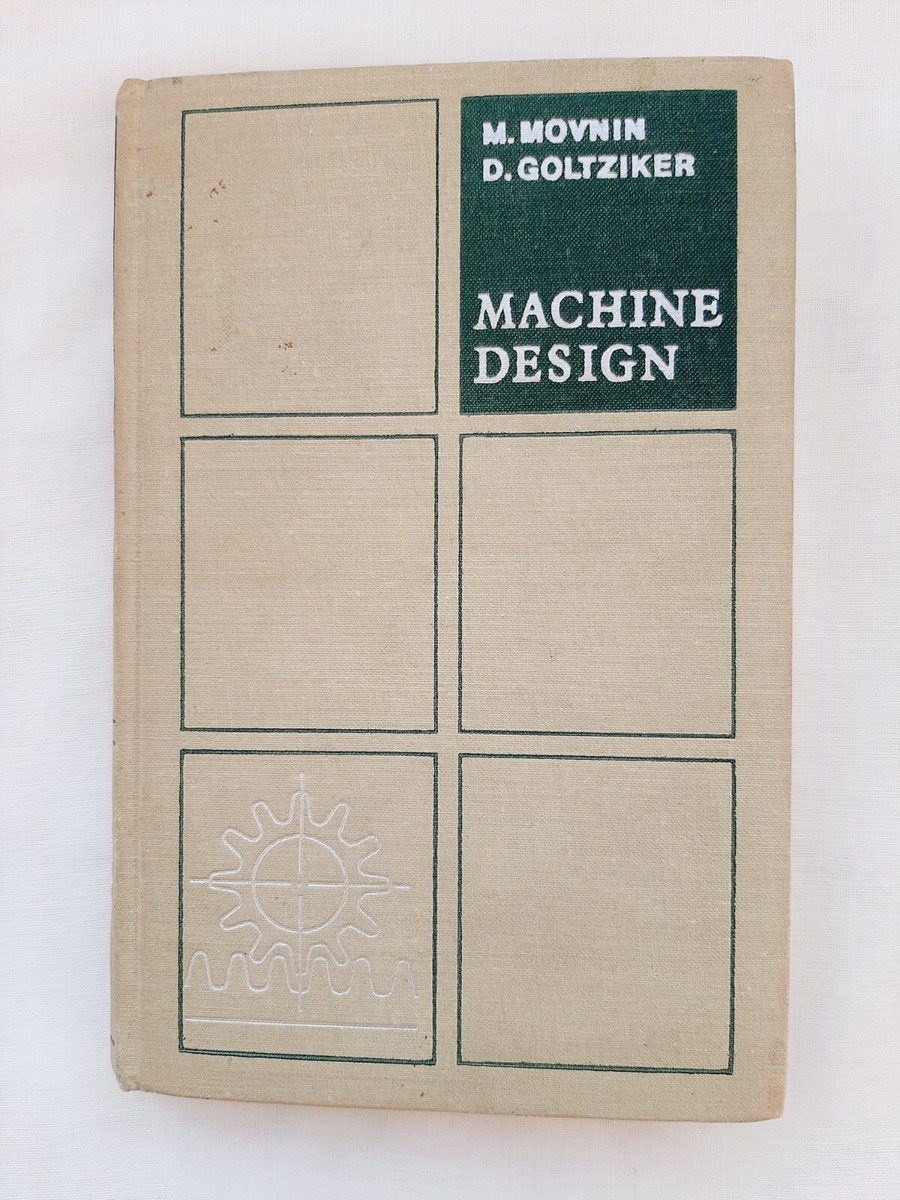 M. MOVNIN
D. GOLTZIKER
MACHINE
DESIGN